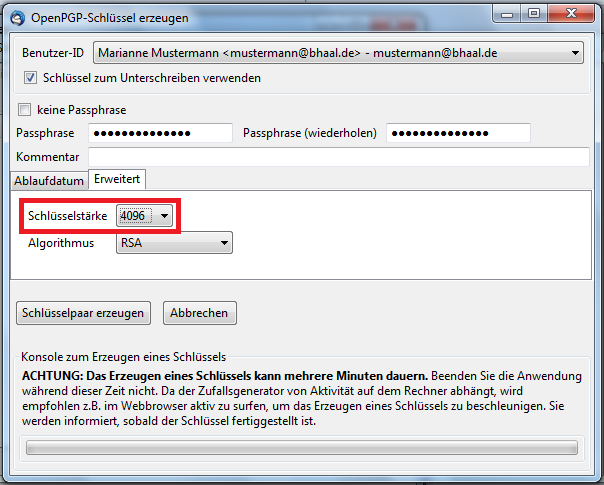 OpenPGP-Schlüssel erzeugen
Benutzer-ID Marianne Mustermann <mustermann@bhaal.de> - mustermann@bhaal.de
Schlüssel zum Unterschreiben verwenden
keine Passphrase
Passphrase ●●●●●●●●●●●●●● Passphrase (wiederholen) ●●●●●●●●●●●●●●
Kommentar
Ablaufdatum Erweitert
Schlüsselstärke 4096
Algorithmus RSA
Schlüsselpaar erzeugen Abbrechen
Konsole zum Erzeugen eines Schlüssels
ACHTUNG: Das Erzeugen eines Schlüssels kann mehrere Minuten dauern. Beenden Sie die Anwendung
während dieser Zeit nicht. Da der Zufallsgenerator von Aktivität auf dem Rechner abhängt, wird
empfohlen z.B. im Webbrowser aktiv zu surfen, um das Erzeugen eines Schlüssels zu beschleunigen. Sie
werden informiert, sobald der Schlüssel fertiggestellt ist.